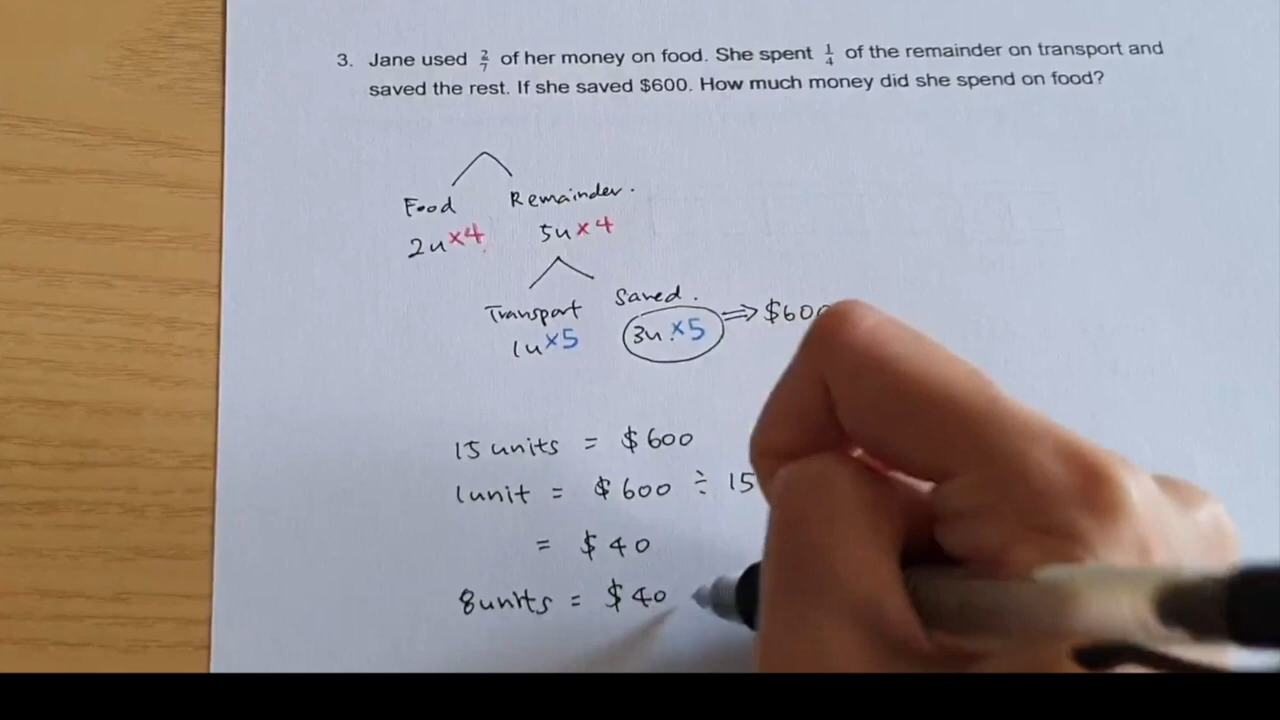 3. Jane used 2/7 of her money on food. She spent 1/4 of the remainder on transport and
saved the rest. If she saved $600. How much money did she spend on food?
Food Remainder.
2u×4 5u×4
Transport Saved.
1u×5 3u.×5 ⇒ $600
15 units = $600
1unit = $600 ÷ 15
= $40
8units = $40